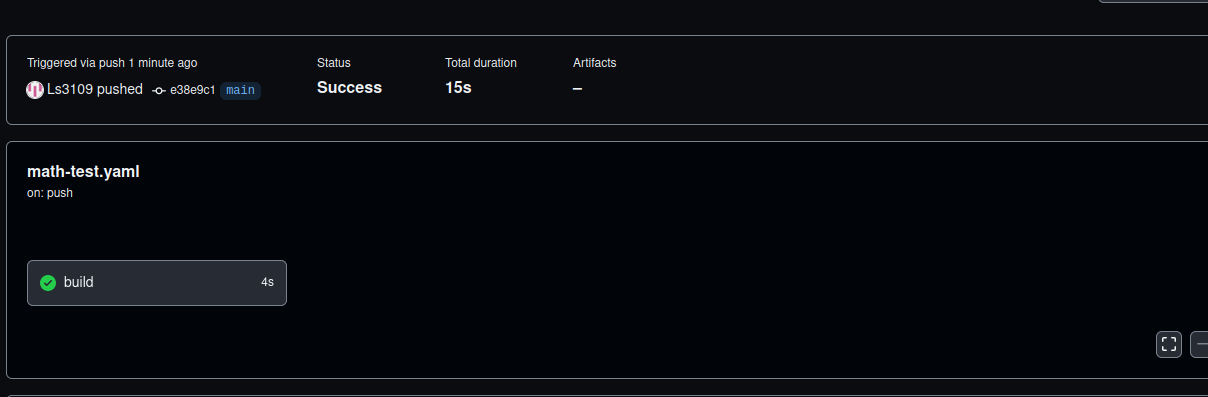 Triggered via push 1 minute ago
Ls3109 pushed e38e9c1 main
Status
Success
Total duration
15s
Artifacts
–
math-test.yaml
on: push
build 4s